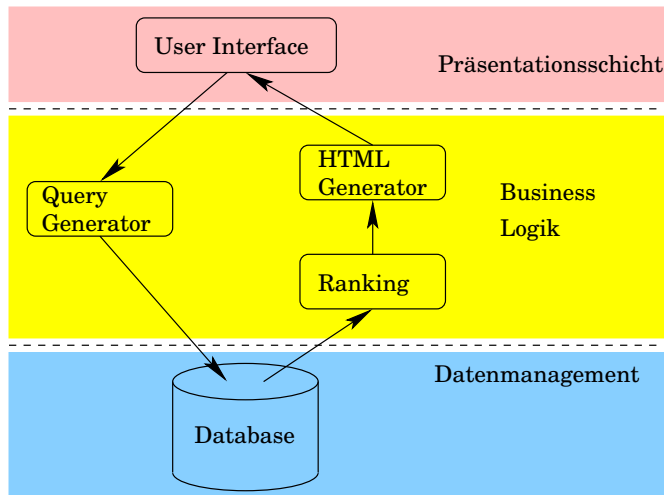 User Interface
Präsentationsschicht
HTML
Generator
Query
Generator
Business
Logik
Ranking
Datenmanagement
Database